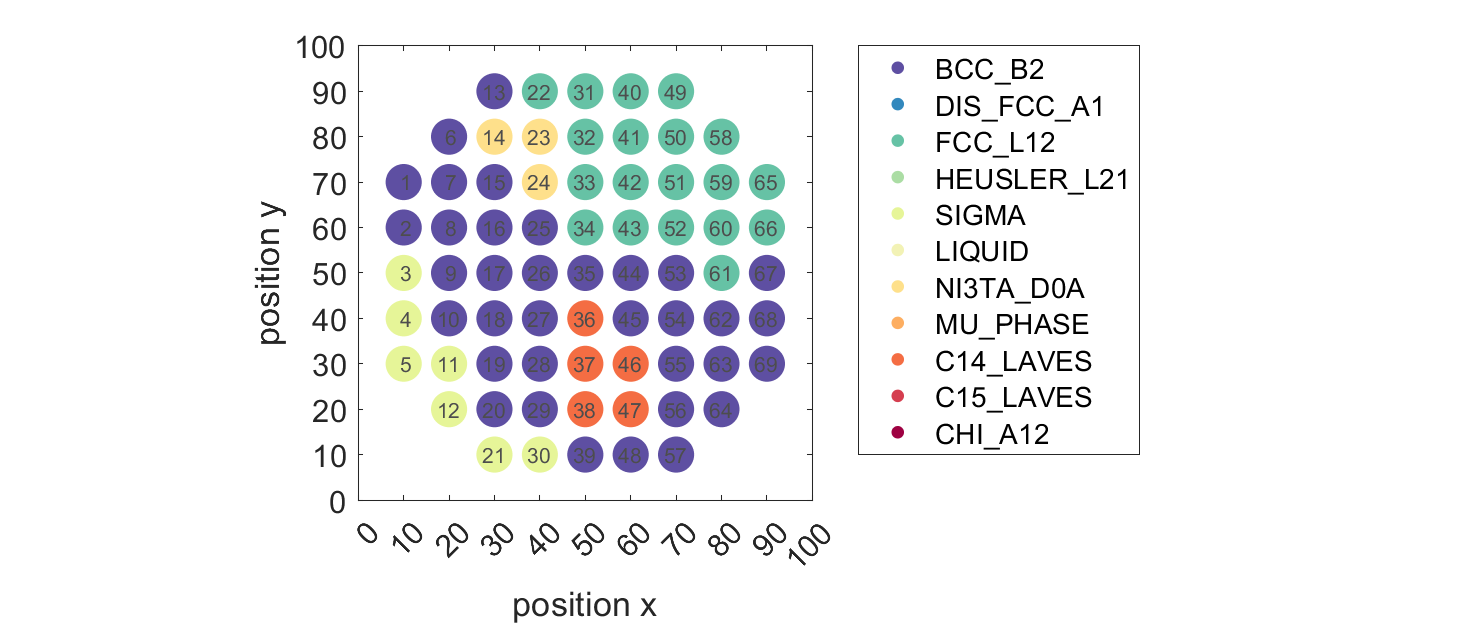 100
90
80
70
60
50
40
30
20
10
0
position y
13 22 31 40 49
6 14 23 32 41 50 58
1 7 15 24 33 42 51 59 65
2 8 16 25 34 43 52 60 66
3 9 17 26 35 44 53 61 67
4 10 18 27 36 45 54 62 68
5 11 19 28 37 46 55 63 69
12 20 29 38 47 56 64
21 30 39 48 57
0 10 20 30 40 50 60 70 80 90 100
position x
BCC_B2
DIS_FCC_A1
FCC_L12
HEUSLER_L21
SIGMA
LIQUID
NI3TA_D0A
MU_PHASE
C14_LAVES
C15_LAVES
CHI_A12